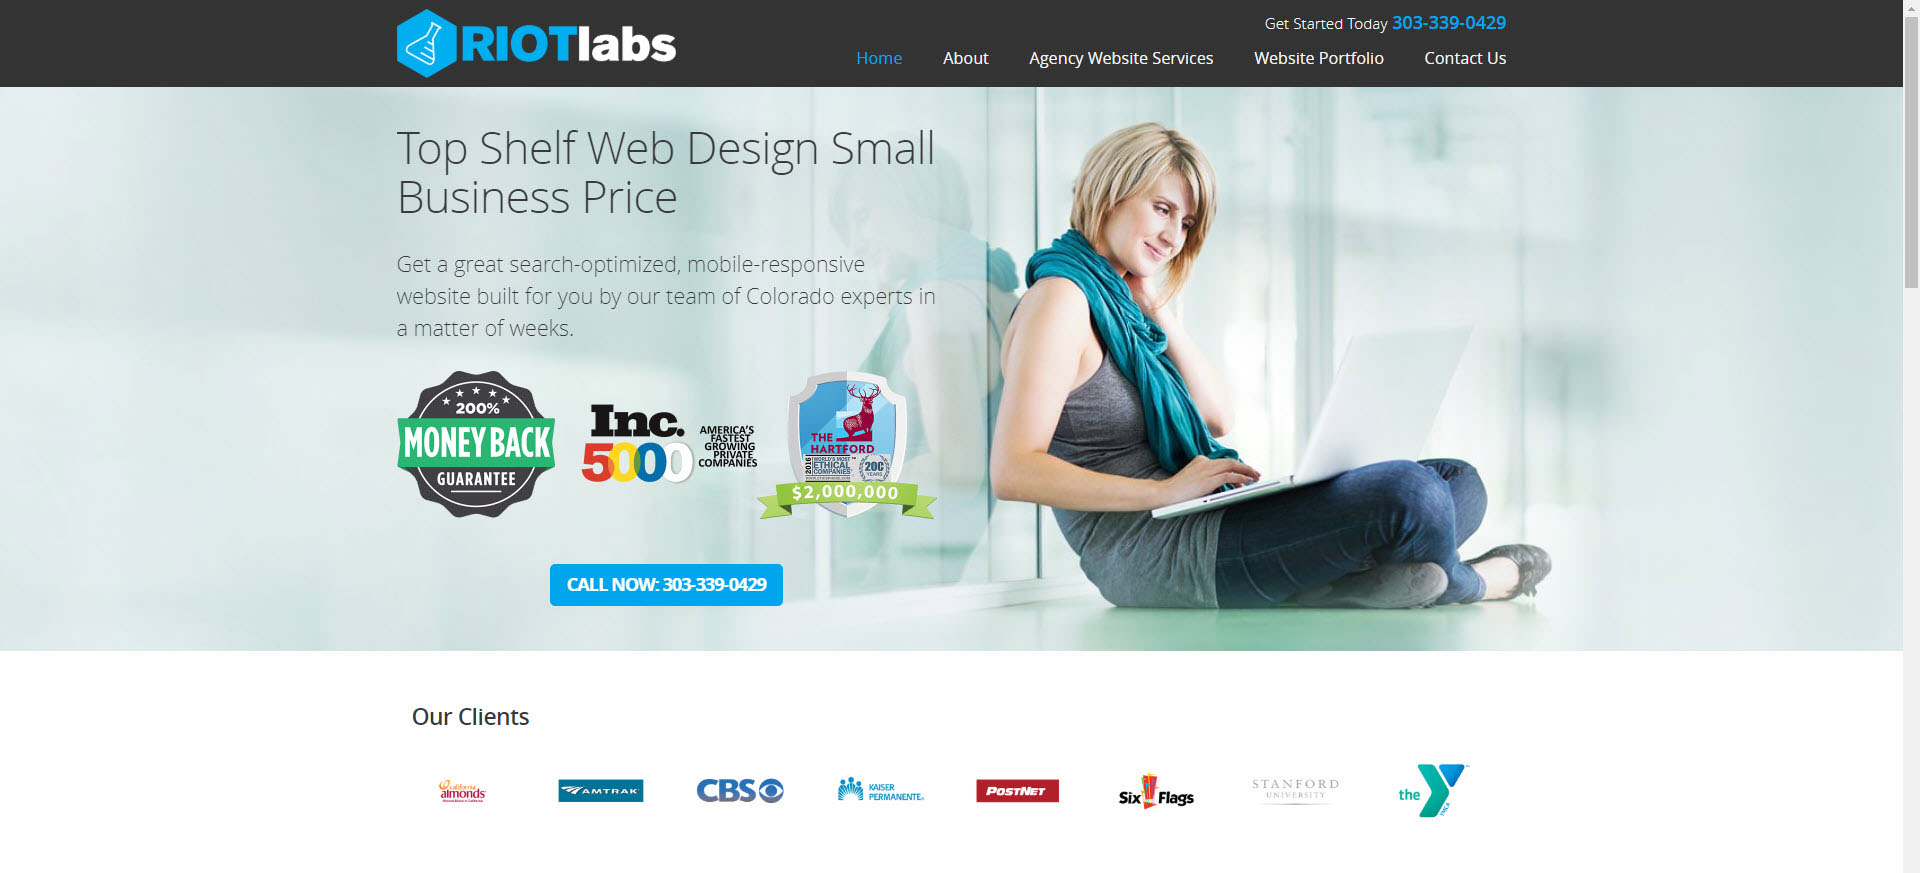 RIOTlabs
Get Started Today 303-339-0429
Home About Agency Website Services Website Portfolio Contact Us
Top Shelf Web Design Small
Business Price
Get a great search-optimized, mobile-responsive
website built for you by our team of Colorado experts in
a matter of weeks.
200%
MONEY BACK
GUARANTEE
Inc.
5000
AMERICA'S
FASTEST
GROWING
PRIVATE
COMPANIES
THE
HARTFORD
2016
WORLD'S MOST
ETHICAL
COMPANIES
200
YEARS
$2,000,000
CALL NOW: 303-339-0429
Our Clients
california
almonds
AMTRAK
CBS
KAISER
PERMANENTE
POSTNET
Six Flags
STANFORD
UNIVERSITY
the
YMCA